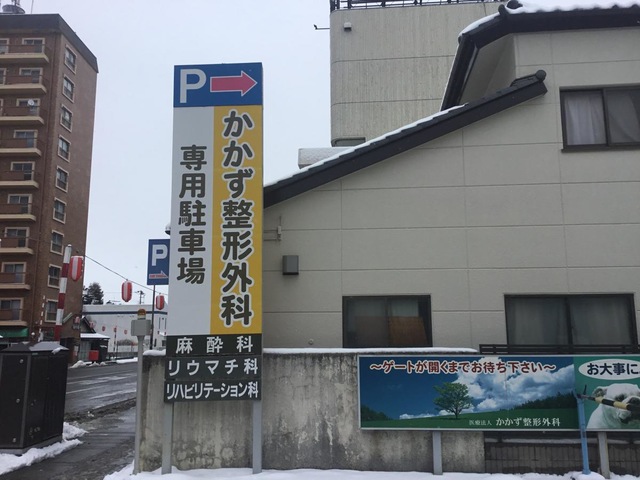 P
かかず整形外科
専用駐車場
麻酔科
リウマチ科
リハビリテーション科
P
～ゲートが開くまでお待ち下さい～
医療法人 かかず整形外科
お大事に